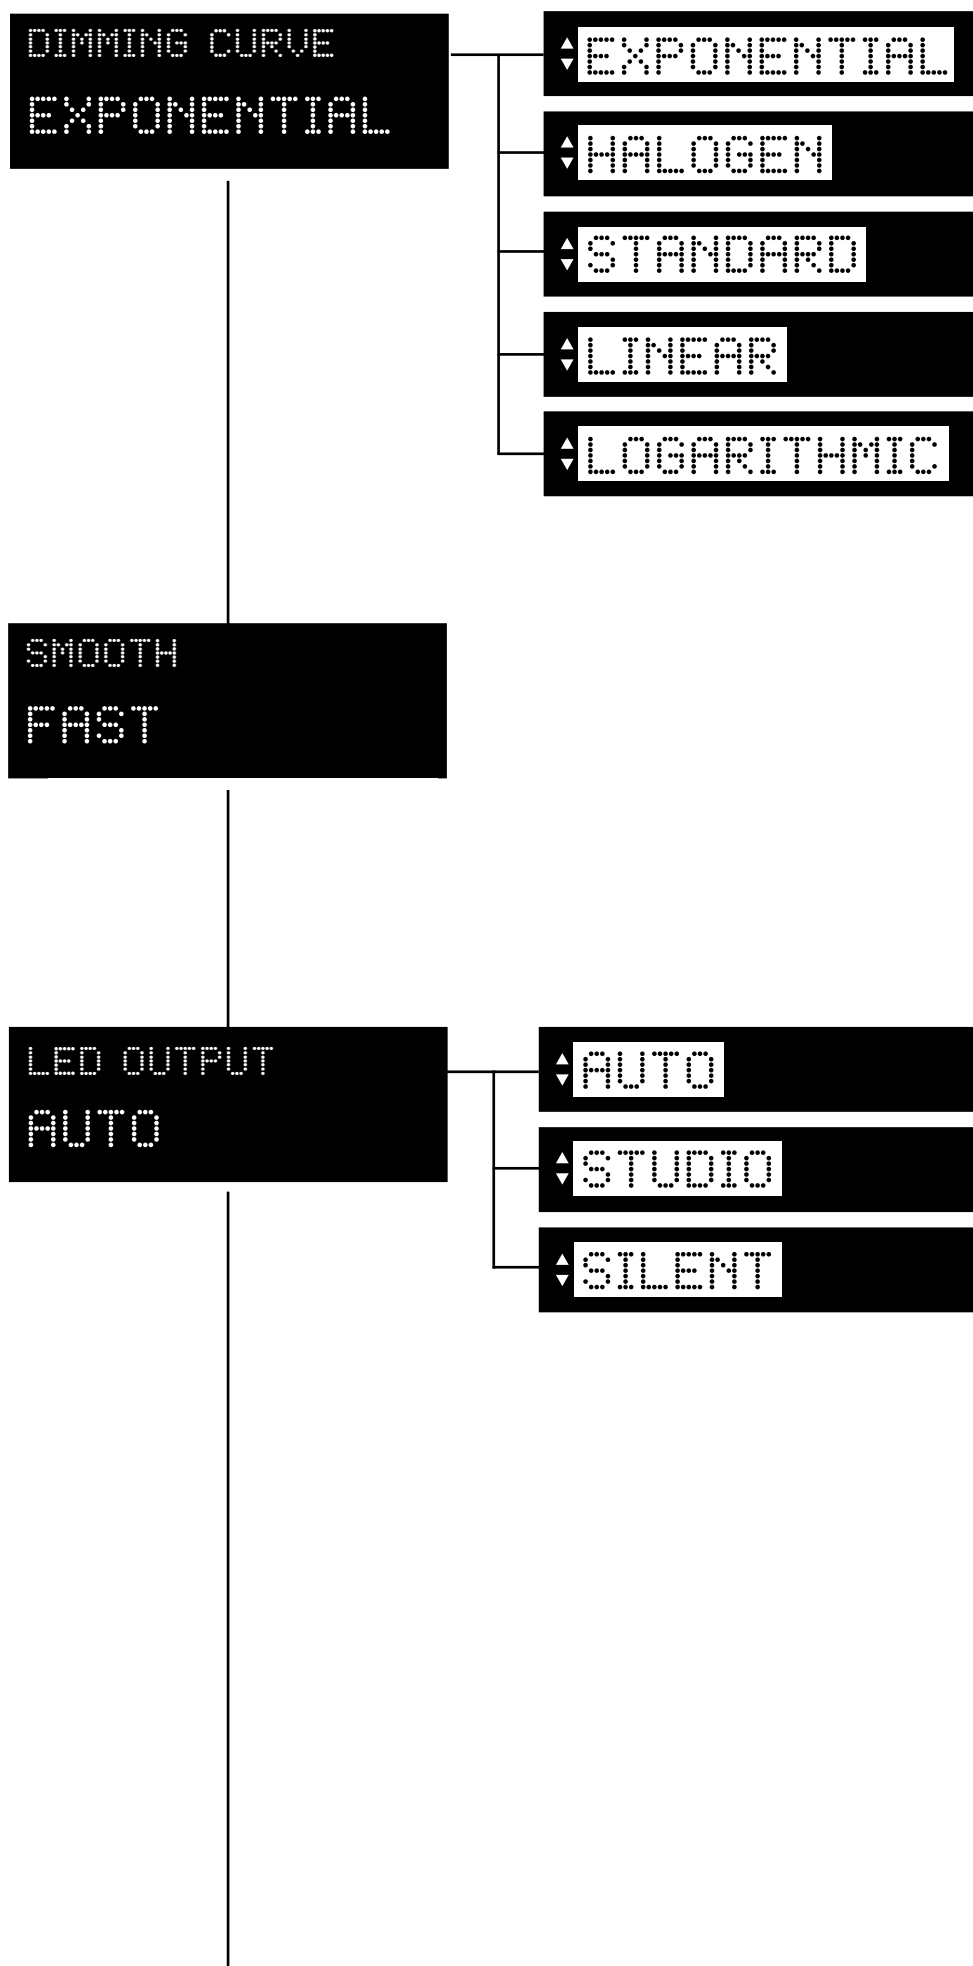 DIMMING CURVE
EXPONENTIAL
EXPONENTIAL
HALOGEN
STANDARD
LINEAR
LOGARITHMIC
SMOOTH
FAST
LED OUTPUT
AUTO
AUTO
STUDIO
SILENT